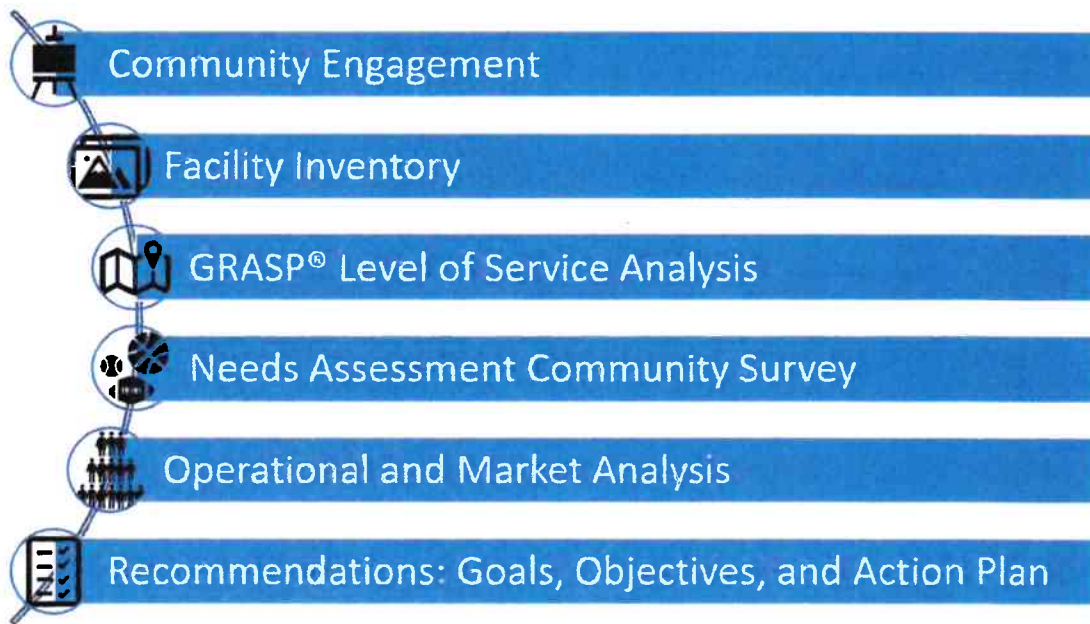 Community Engagement
Facility Inventory
GRASP® Level of Service Analysis
Needs Assessment Community Survey
Operational and Market Analysis
Recommendations: Goals, Objectives, and Action Plan